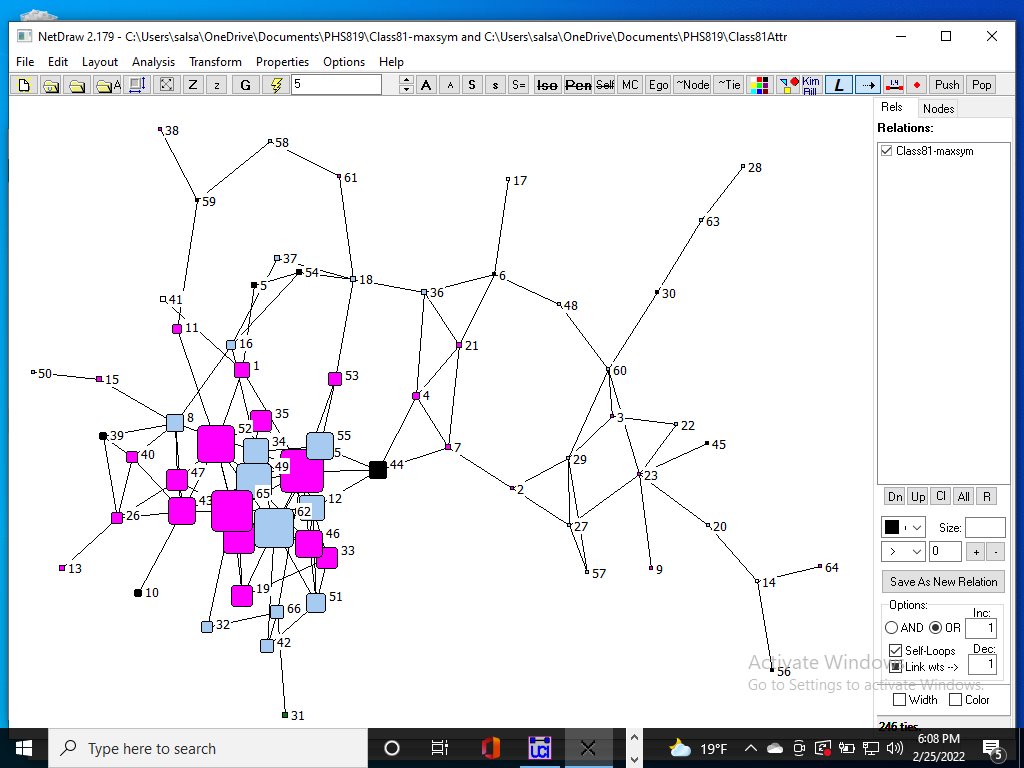 NetDraw 2.179 - C:\Users\salsa\OneDrive\Documents\PHS819\Class81-maxsym and C:\Users\salsa\OneDrive\Documents\PHS819\Class81Attr
File Edit Layout Analysis Transform Properties Options Help
A Z z G 5 A A S s S= Iso Pen Self MC Ego ~Node ~Tie Kim Fill L Push Pop
Rels Nodes
Relations:
Class81-maxsym
38
58
61
59
17
28
63
37
54
5
18
36
6
30
48
41
11
16
21
1
53
60
50
15
4
35
3
8
52
55
22
39
34
5
7
45
40
49
44
29
23
47
65
2
43
12
26
62
27
20
46
33
13
57
9
64
10
19
51
14
32
66
42
56
31
Dn Up Cl All R
Size:
> 0 + -
Save As New Relation
Options:
AND OR
Inc:
1
Self-Loops
Dec:
Link wts -->
1
Width Color
246 ties
Activate Windows
Go to Settings to activate Windows.
Type here to search
UCI
19°F
6:08 PM
2/25/2022
5